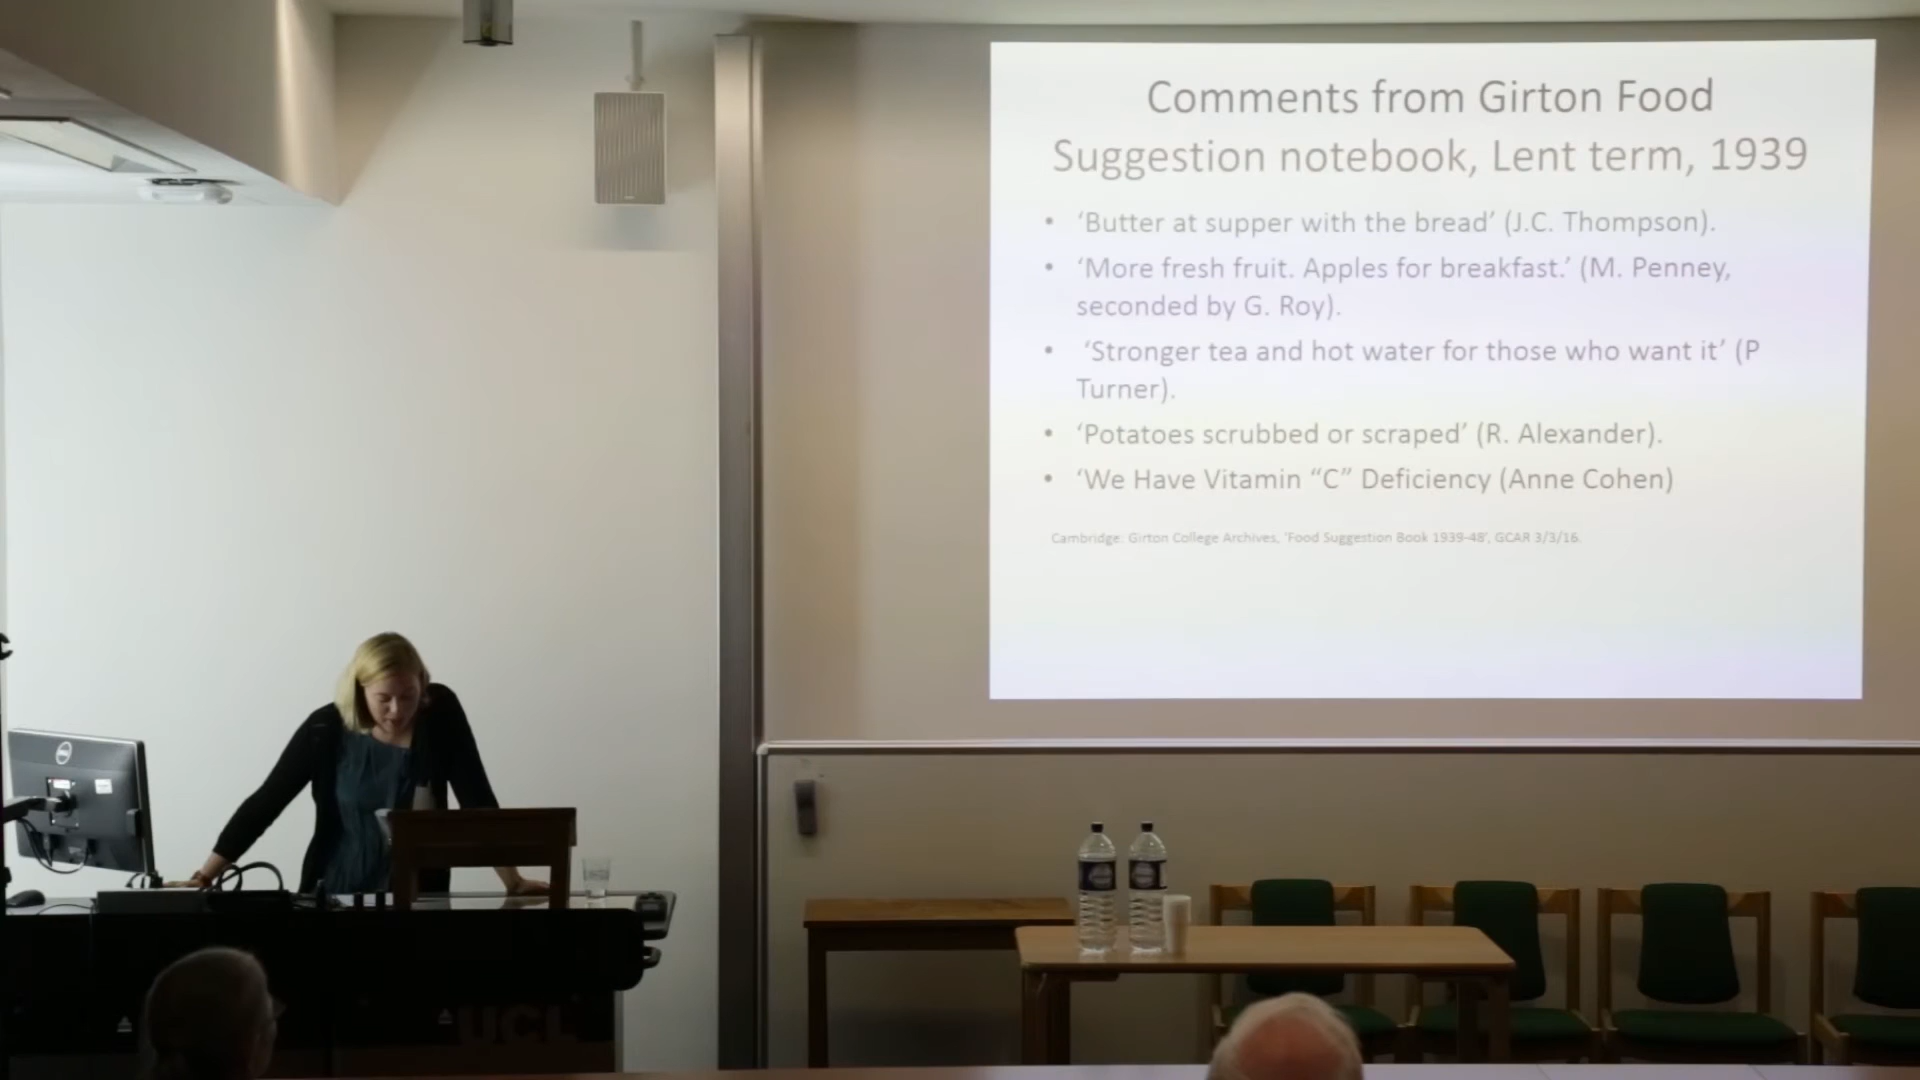 Comments from Girton Food
Suggestion notebook, Lent term, 1939
• ‘Butter at supper with the bread’ (J.C. Thompson).
• ‘More fresh fruit. Apples for breakfast.’ (M. Penney,
seconded by G. Roy).
• ‘Stronger tea and hot water for those who want it’ (P
Turner).
• ‘Potatoes scrubbed or scraped’ (R. Alexander).
• ‘We Have Vitamin “C” Deficiency (Anne Cohen)
Cambridge: Girton College Archives, ‘Food Suggestion Book 1939-48’, GCAR 3/3/16.
DELL
UCL